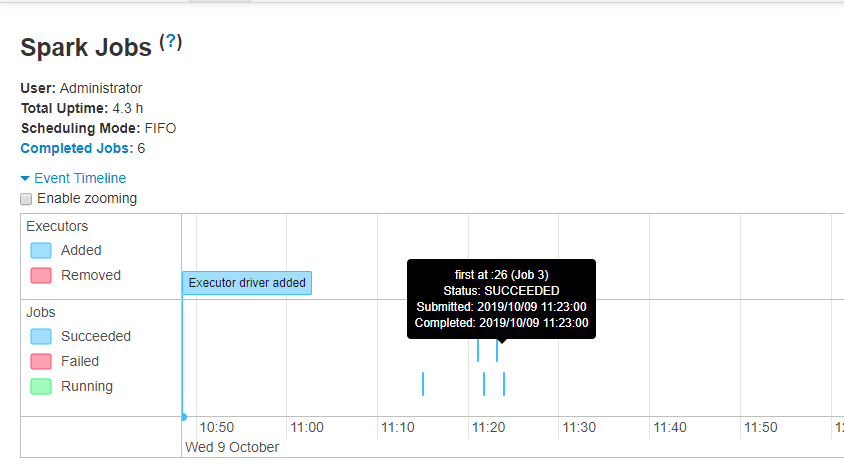 Spark Jobs (?)
User: Administrator
Total Uptime: 4.3 h
Scheduling Mode: FIFO
Completed Jobs: 6
Event Timeline
Enable zooming
Executors
Added
Removed
Executor driver added
first at :26 (Job 3)
Status: SUCCEEDED
Submitted: 2019/10/09 11:23:00
Completed: 2019/10/09 11:23:00
Jobs
Succeeded
Failed
Running
10:50 11:00 11:10 11:20 11:30 11:40 11:50
Wed 9 October